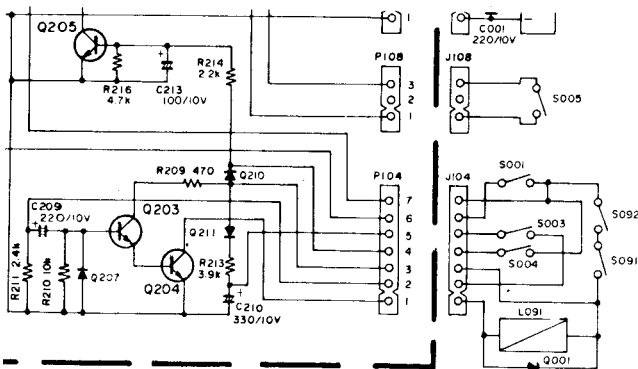 Q205
1
C001
220/10V
R216
4.7k
C213
100/10V
R214
2.2k
P108
J108
3
2
1
S005
R209 470
Q210
P104
J104
S001
C209
220/10V
Q203
Q211
7
6
5
4
3
2
1
S003
S004
S092
S091
R211 2.4k
R210 10k
Q207
Q204
R213
3.9k
C210
330/10V
L091
Q001